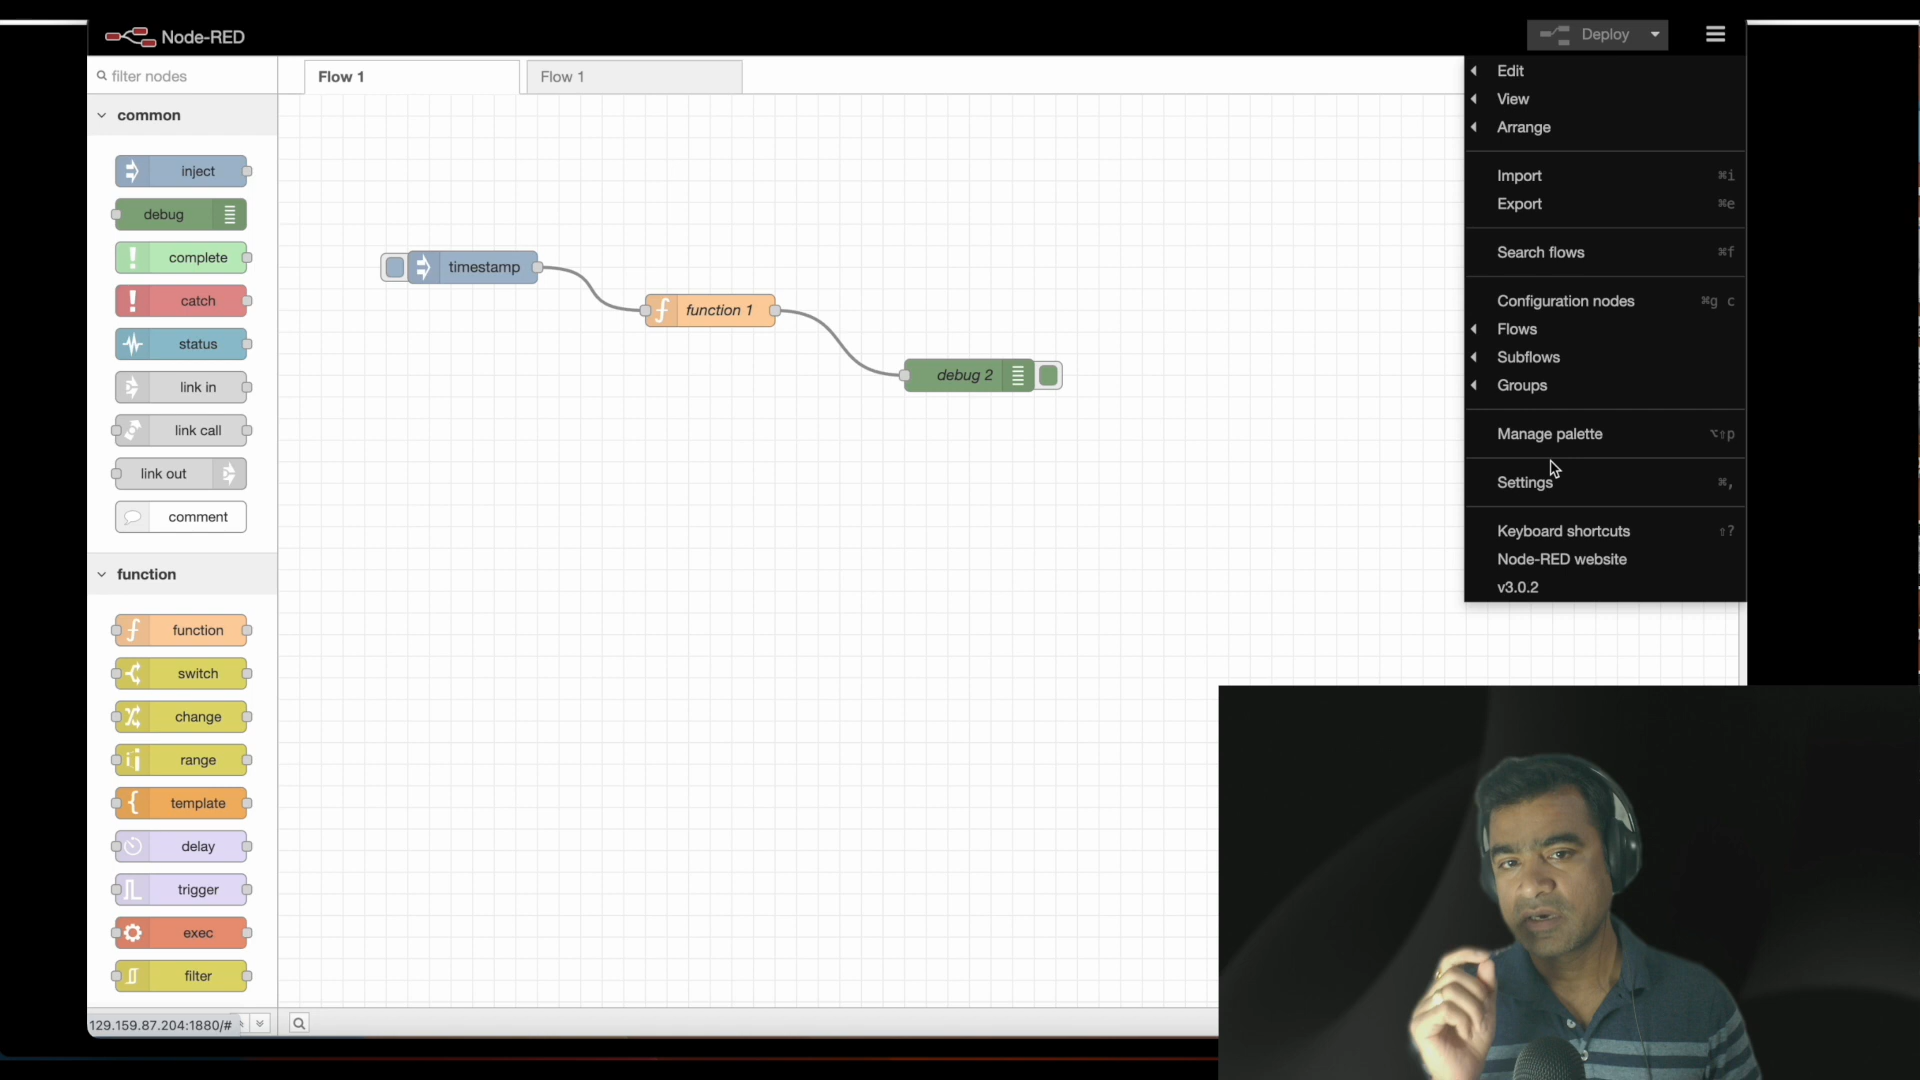 Node-RED
Deploy
filter nodes
Flow 1
Flow 1
common
inject
debug
complete
catch
status
link in
link call
link out
comment
function
function
switch
change
range
template
delay
trigger
exec
filter
timestamp
function 1
debug 2
Edit
View
Arrange
Import ⌘i
Export ⌘e
Search flows ⌘f
Configuration nodes ⌘g c
Flows
Subflows
Groups
Manage palette ⌥⇧p
Settings ⌘,
Keyboard shortcuts ⇧?
Node-RED website
v3.0.2
129.159.87.204:1880/#